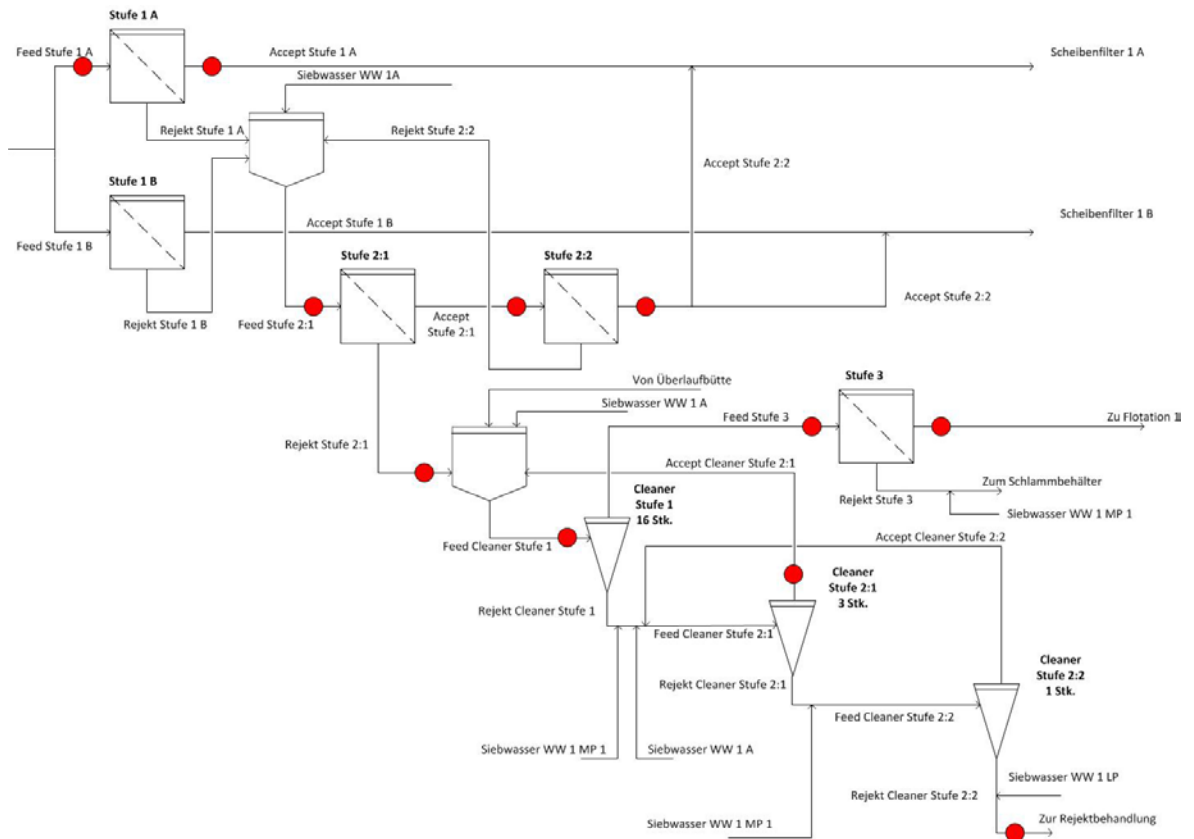 Stufe 1 A
Feed Stufe 1 A
Accept Stufe 1 A
Scheibenfilter 1 A
Siebwasser WW 1A
Rejekt Stufe 1 A
Rejekt Stufe 2:2
Accept Stufe 2:2
Stufe 1 B
Accept Stufe 1 B
Scheibenfilter 1 B
Feed Stufe 1 B
Stufe 2:1
Stufe 2:2
Rejekt Stufe 1 B
Feed Stufe 2:1
Accept
Stufe 2:1
Accept Stufe 2:2
Von Überlaufbütte
Stufe 3
Siebwasser WW 1 A
Feed Stufe 3
Zu Flotation 1
Rejekt Stufe 2:1
Accept Cleaner Stufe 2:1
Zum Schlammbehälter
Rejekt Stufe 3
Cleaner
Stufe 1
16 Stk.
Siebwasser WW 1 MP 1
Feed Cleaner Stufe 1
Accept Cleaner Stufe 2:2
Cleaner
Stufe 2:1
3 Stk.
Rejekt Cleaner Stufe 1
Feed Cleaner Stufe 2:1
Cleaner
Stufe 2:2
1 Stk.
Rejekt Cleaner Stufe 2:1
Feed Cleaner Stufe 2:2
Siebwasser WW 1 MP 1
Siebwasser WW 1 A
Siebwasser WW 1 LP
Rejekt Cleaner Stufe 2:2
Zur Rejektbehandlung
Siebwasser WW 1 MP 1